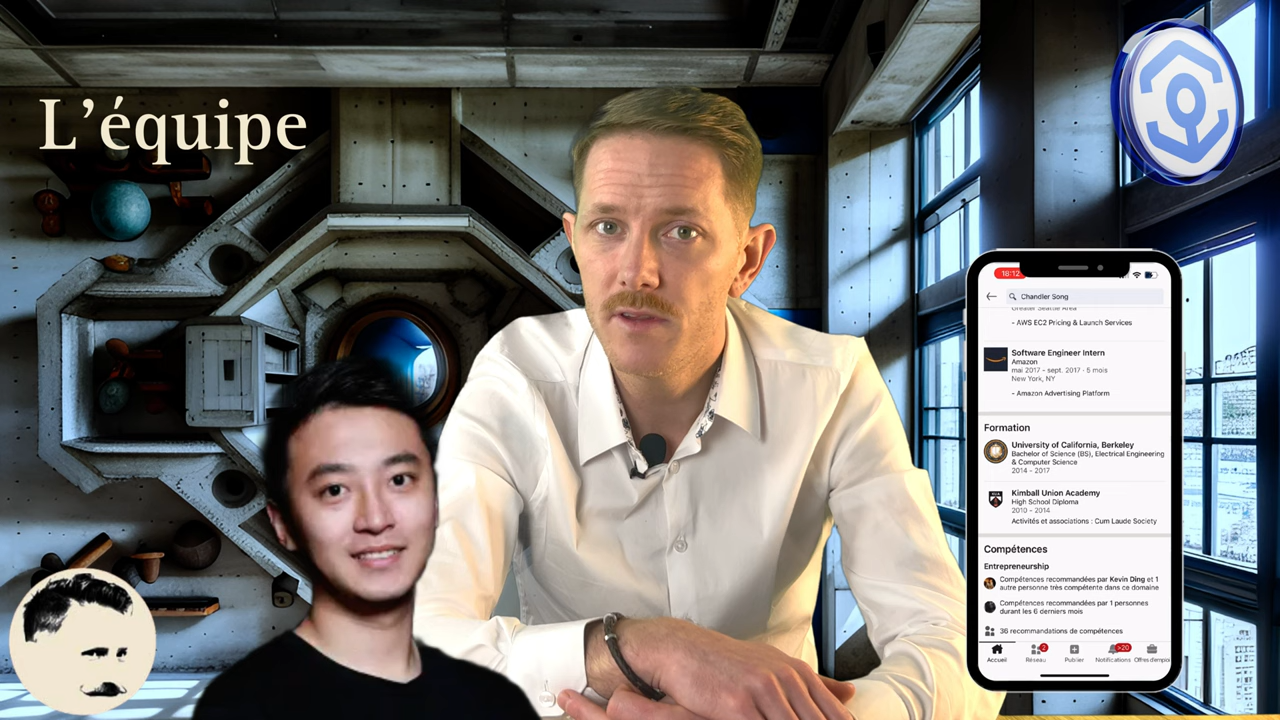 L'équipe
18:12
Chandler Song
Greater Seattle Area
- AWS EC2 Pricing & Launch Services
Software Engineer Intern
Amazon
mai 2017 - sept. 2017 · 5 mois
New York, NY
- Amazon Advertising Platform
Formation
University of California, Berkeley
Bachelor of Science (BS), Electrical Engineering
& Computer Science
2014 - 2017
Kimball Union Academy
High School Diploma
2010 - 2014
Activités et associations : Cum Laude Society
Compétences
Entrepreneurship
Compétences recommandées par Kevin Ding et 1
autre personne très compétente dans ce domaine
Compétences recommandées par 1 personnes
durant les 6 derniers mois
36 recommandations de compétences
2
>20
Accueil
Réseau
Publier
Notifications
Offres d'emploi